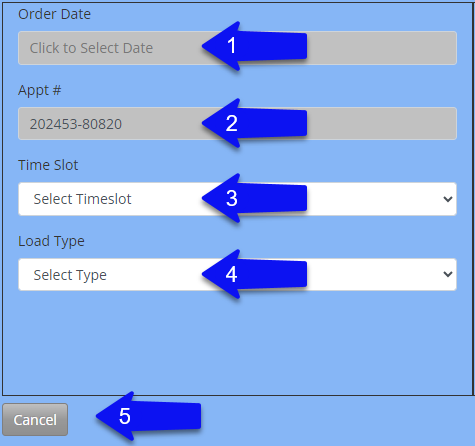 Order Date
Click to Select Date 1
Appt #
202453-80820 2
Time Slot
Select Timeslot 3
Load Type
Select Type 4
Cancel 5